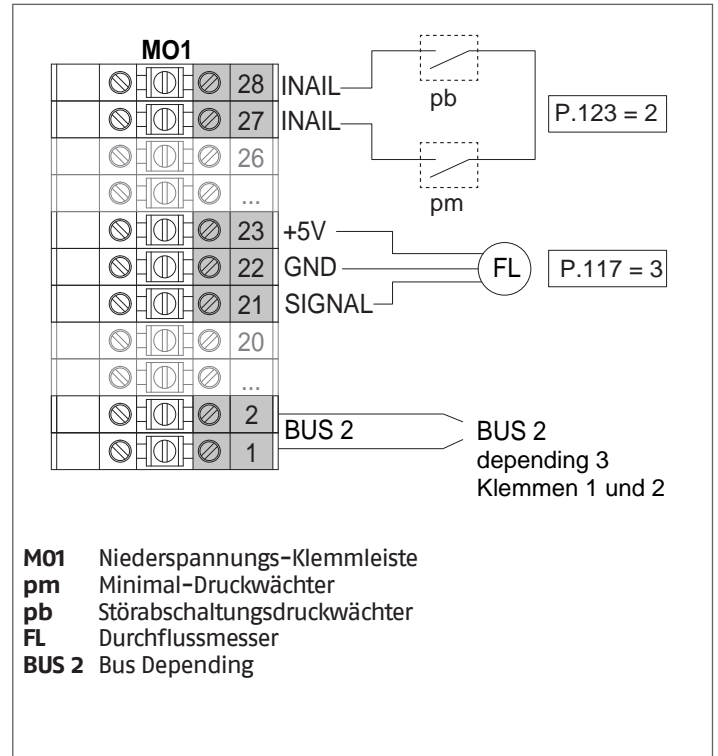 MO1
28 INAIL
pb
27 INAIL
P.123 = 2
26
pm
...
23 +5V
22 GND
FL
P.117 = 3
21 SIGNAL
20
...
2
BUS 2
1
BUS 2
depending 3
Klemmen 1 und 2
M01 Niederspannungs-Klemmleiste
pm Minimal-Druckwächter
pb Störabschaltungsdruckwächter
FL Durchflussmesser
BUS 2 Bus Depending